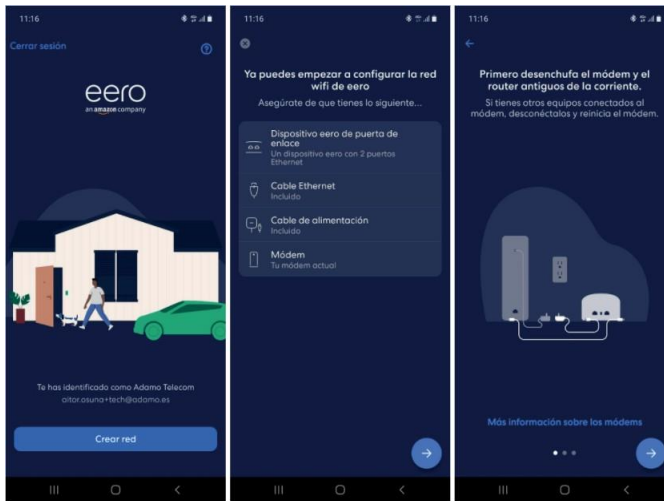 11:16
Cerrar sesión
eero
an amazon company
Te has identificado como Adamo Telecom
aitor.osuna+tech@adamo.es
Crear red
11:16
Ya puedes empezar a configurar la red
wifi de eero
Asegúrate de que tienes lo siguiente...
Dispositivo eero de puerta de
enlace
Un dispositivo eero con 2 puertos
Ethernet
Cable Ethernet
Incluido
Cable de alimentación
Incluido
Módem
Tu módem actual
11:16
Primero desenchufa el módem y el
router antiguos de la corriente.
Si tienes otros equipos conectados al
módem, desconéctalos y reinicia el módem.
Más información sobre los módems